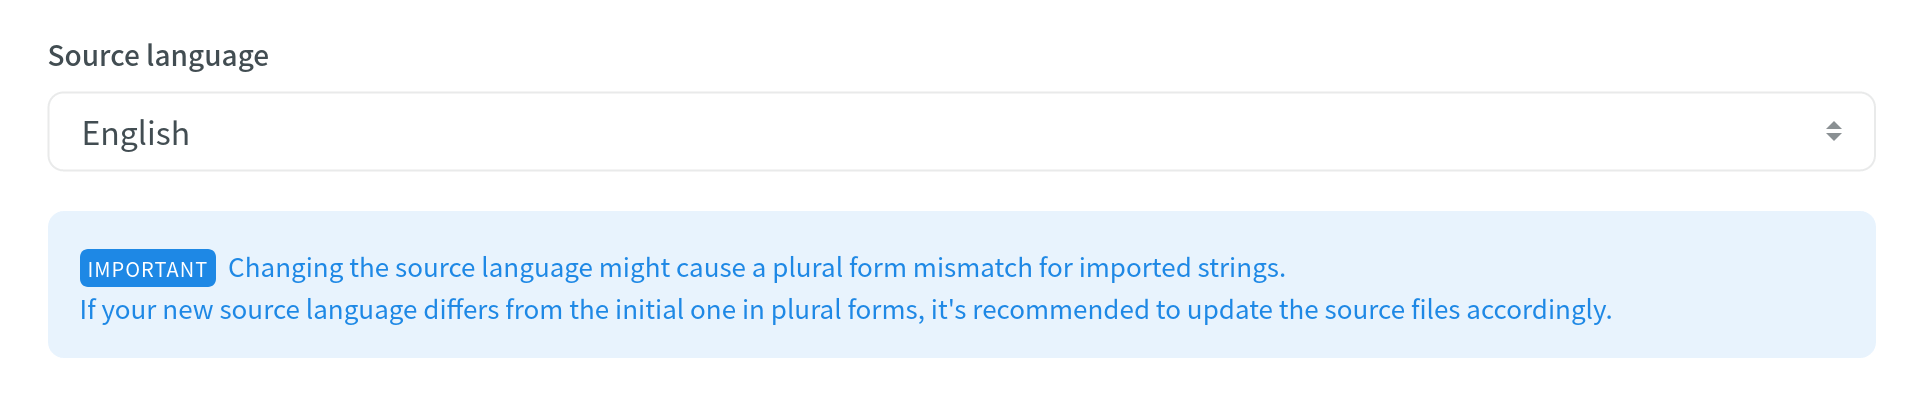 Source language
English
IMPORTANT Changing the source language might cause a plural form mismatch for imported strings.
If your new source language differs from the initial one in plural forms, it's recommended to update the source files accordingly.